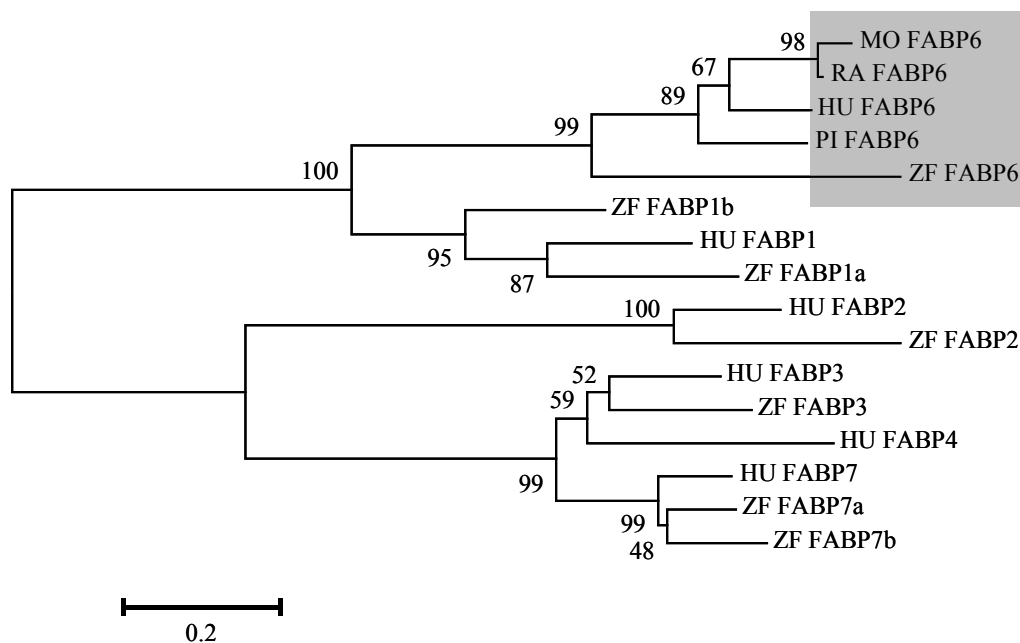 98
MO FABP6
67
RA FABP6
89
HU FABP6
99
PI FABP6
100
ZF FABP6
ZF FABP1b
95
HU FABP1
87
ZF FABP1a
100
HU FABP2
ZF FABP2
52
HU FABP3
59
ZF FABP3
HU FABP4
99
HU FABP7
99
ZF FABP7a
48
ZF FABP7b
0.2